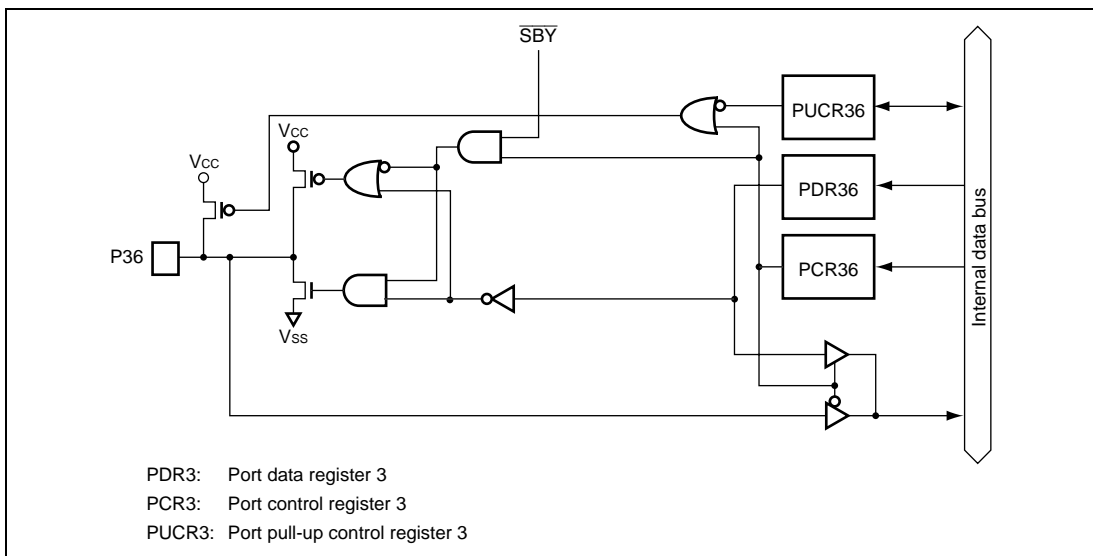 SBY
PUCR36
VCC
VCC
PDR36
P36
PCR36
VSS
Internal data bus
PDR3: Port data register 3
PCR3: Port control register 3
PUCR3: Port pull-up control register 3